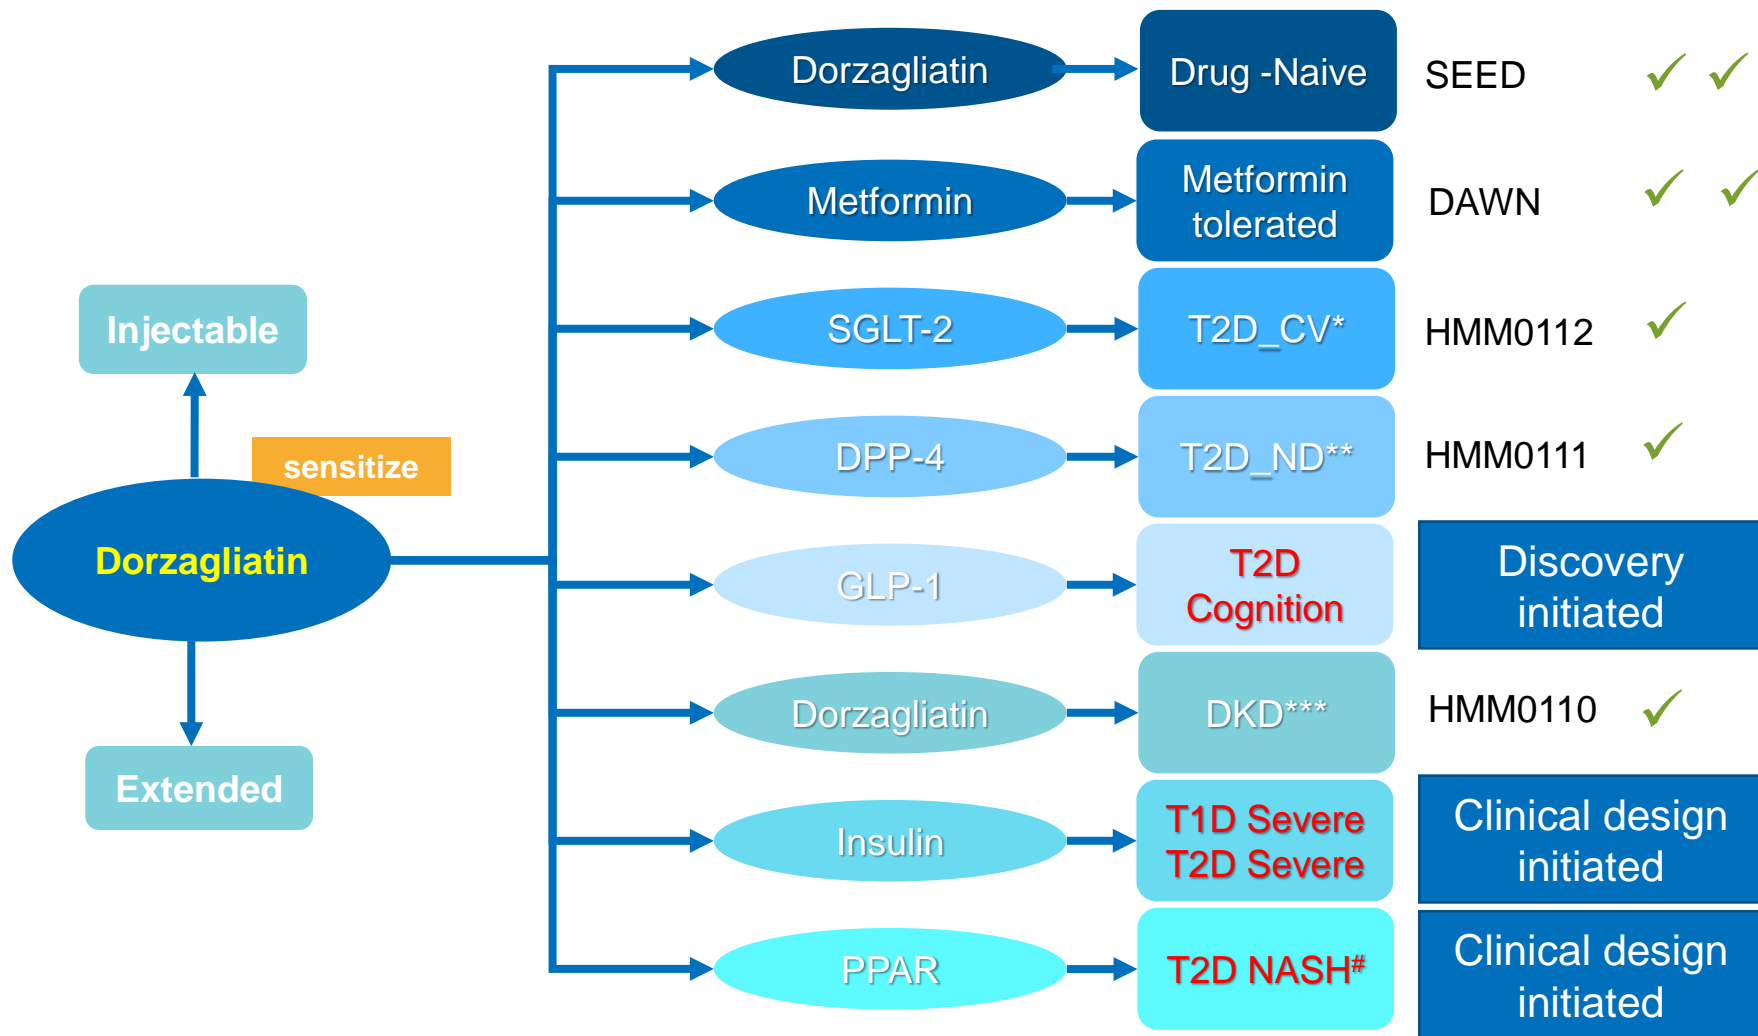 Dorzagliatin
Drug -Naive
SEED
✓ ✓
Metformin
Metformin
tolerated
DAWN
✓ ✓
SGLT-2
T2D_CV*
HMM0112
✓
DPP-4
T2D_ND**
HMM0111
✓
GLP-1
T2D
Cognition
Discovery
initiated
Dorzagliatin
DKD***
HMM0110
✓
Insulin
T1D Severe
T2D Severe
Clinical design
initiated
PPAR
T2D NASH#
Clinical design
initiated
Injectable
sensitize
Dorzagliatin
Extended